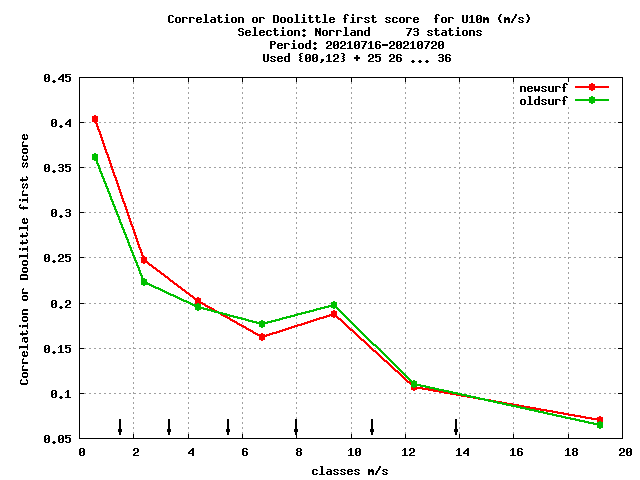 Correlation or Doolittle first score  for U10m (m/s)
Selection: Norrland     73 stations
Period: 20210716-20210720
Used {00,12} + 25 26 ... 36
newsurf
oldsurf
0.45
0.4
0.35
0.3
0.25
0.2
0.15
0.1
0.05
Correlation or Doolittle first score
0 2 4 6 8 10 12 14 16 18 20
classes m/s